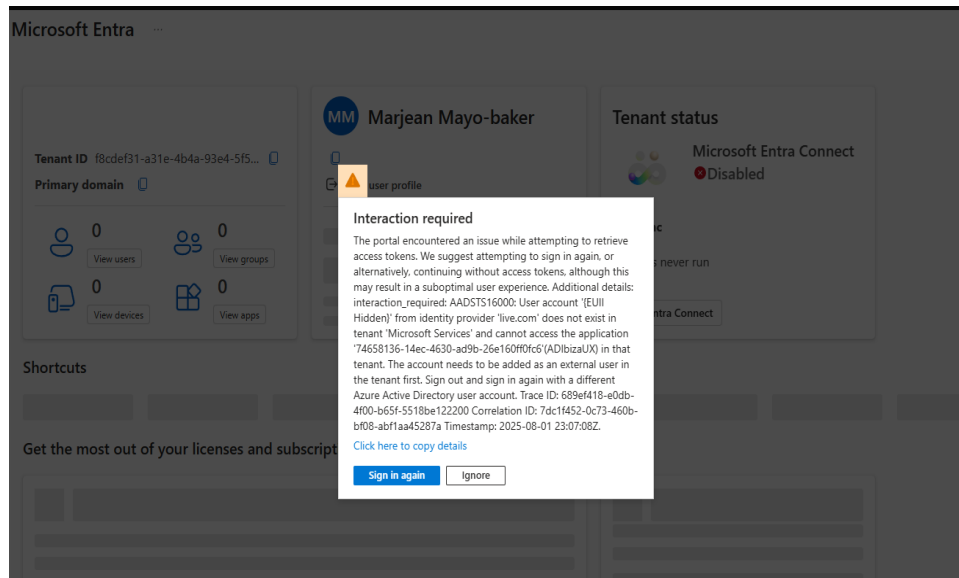 Microsoft Entra ...
MM Marjean Mayo-baker
Tenant status
Tenant ID f8cdef31-a31e-4b4a-93e4-5f5...
Primary domain
user profile
Microsoft Entra Connect
Disabled
0
View users
0
View groups
0
View devices
0
View apps
never run
Connect
Interaction required
The portal encountered an issue while attempting to retrieve
access tokens. We suggest attempting to sign in again, or
alternatively, continuing without access tokens, although this
may result in a suboptimal user experience. Additional details:
interaction_required: AADSTS16000: User account '{EUII
Hidden}' from identity provider 'live.com' does not exist in
tenant 'Microsoft Services' and cannot access the application
'74658136-14ec-4630-ad9b-26e160ff0fc6'(ADIbizaUX) in that
tenant. The account needs to be added as an external user in
the tenant first. Sign out and sign in again with a different
Azure Active Directory user account. Trace ID: 689ef418-e0db-
4f00-b65f-5518be122200 Correlation ID: 7dc1f452-0c73-460b-
bf08-abf1aa45287a Timestamp: 2025-08-01 23:07:08Z.
Click here to copy details
Sign in again
Ignore
Shortcuts
Get the most out of your licenses and subscript